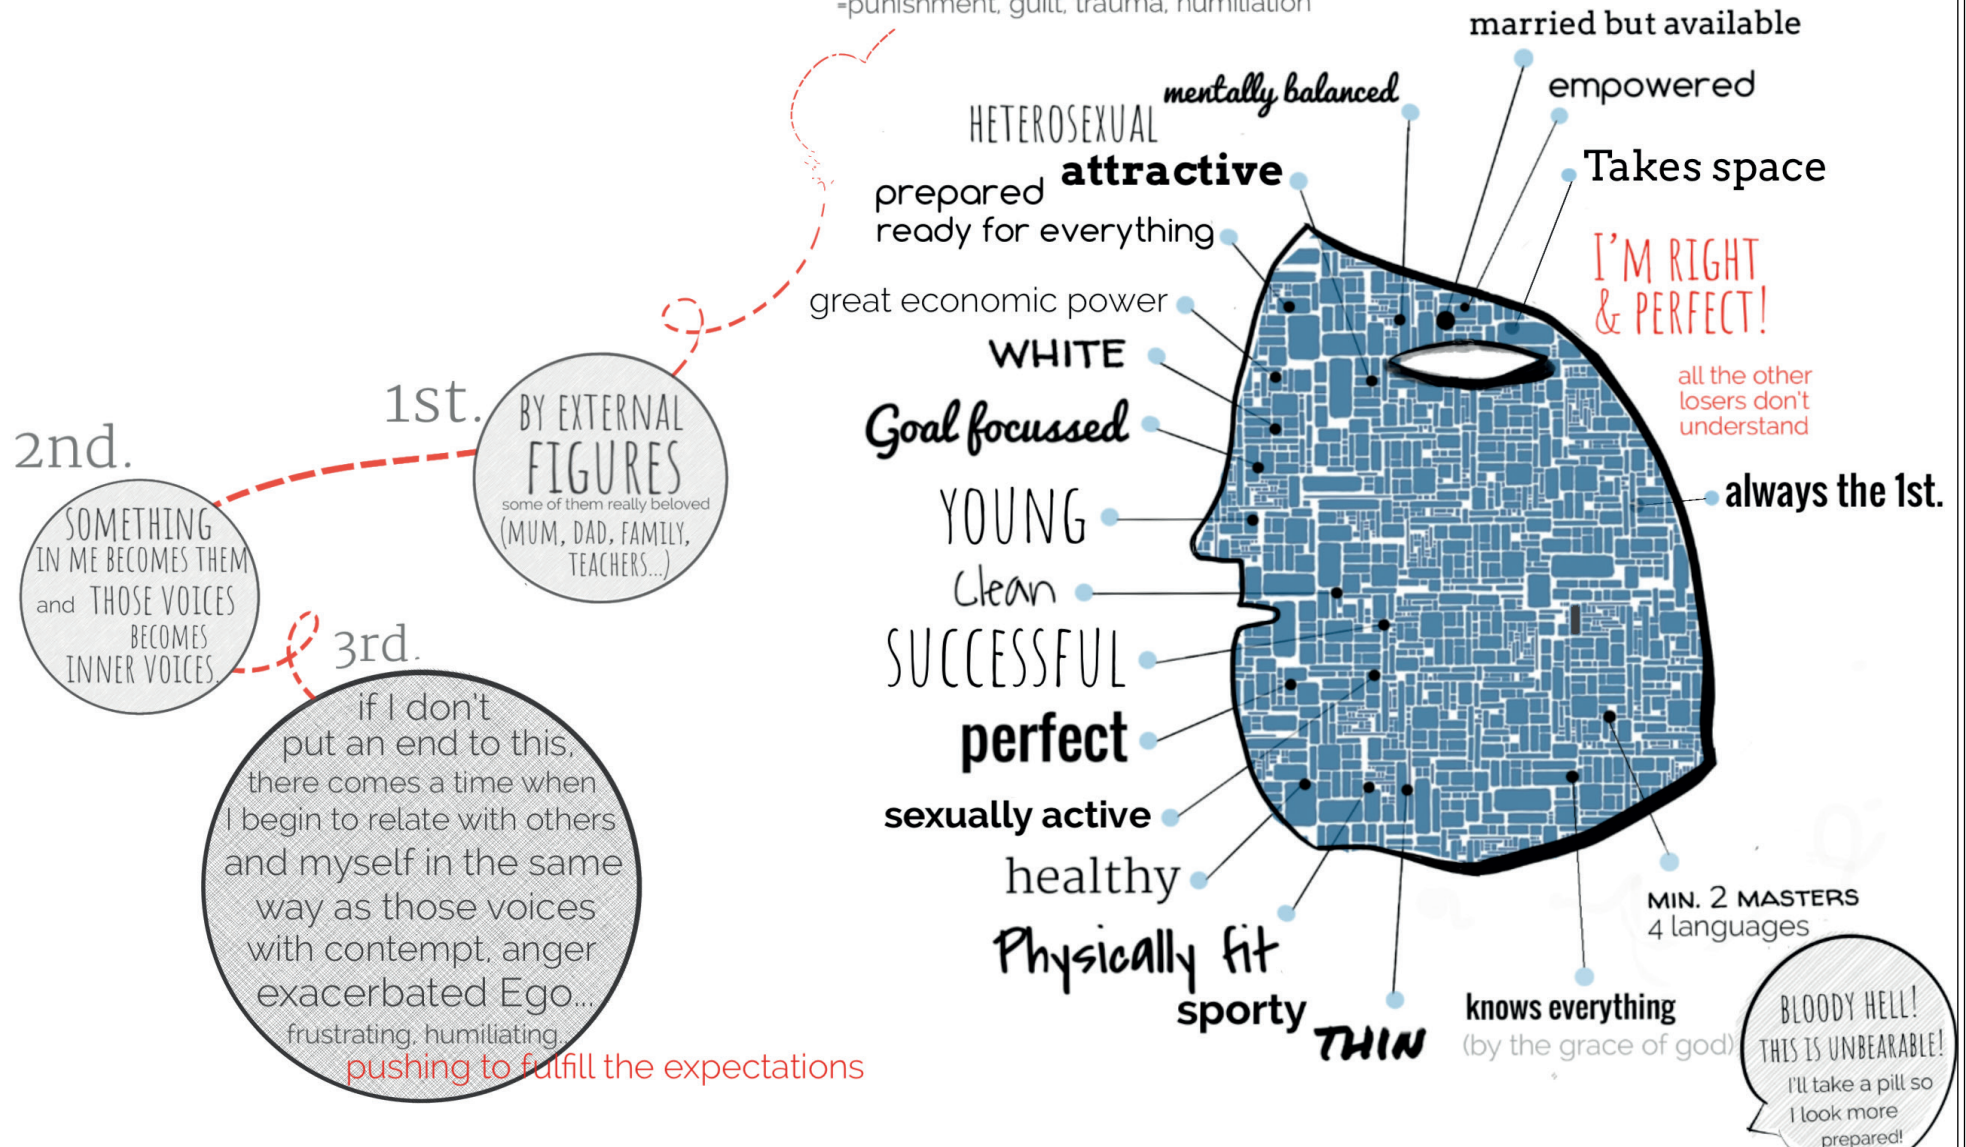 =punishment, guilt, trauma, humiliation
married but available
empowered
mentally balanced
HETEROSEXUAL
attractive
Takes space
prepared
ready for everything
I'M RIGHT
& PERFECT!
great economic power
WHITE
all the other
losers don't
understand
Goal focussed
always the 1st.
YOUNG
Clean
SUCCESSFUL
perfect
sexually active
healthy
Physically fit
sporty
THIN
knows everything
(by the grace of god)
MIN. 2 MASTERS
4 languages
BLOODY HELL!
THIS IS UNBEARABLE!
I'll take a pill so
I look more
prepared!
1st.
BY EXTERNAL
FIGURES
some of them really beloved
(MUM, DAD, FAMILY,
TEACHERS...)
2nd.
SOMETHING
IN ME BECOMES THEM
and THOSE VOICES
BECOMES
INNER VOICES.
3rd.
if I don't
put an end to this,
there comes a time when
I begin to relate with others
and myself in the same
way as those voices
with contempt, anger
exacerbated Ego...
frustrating, humiliating...
pushing to fulfill the expectations